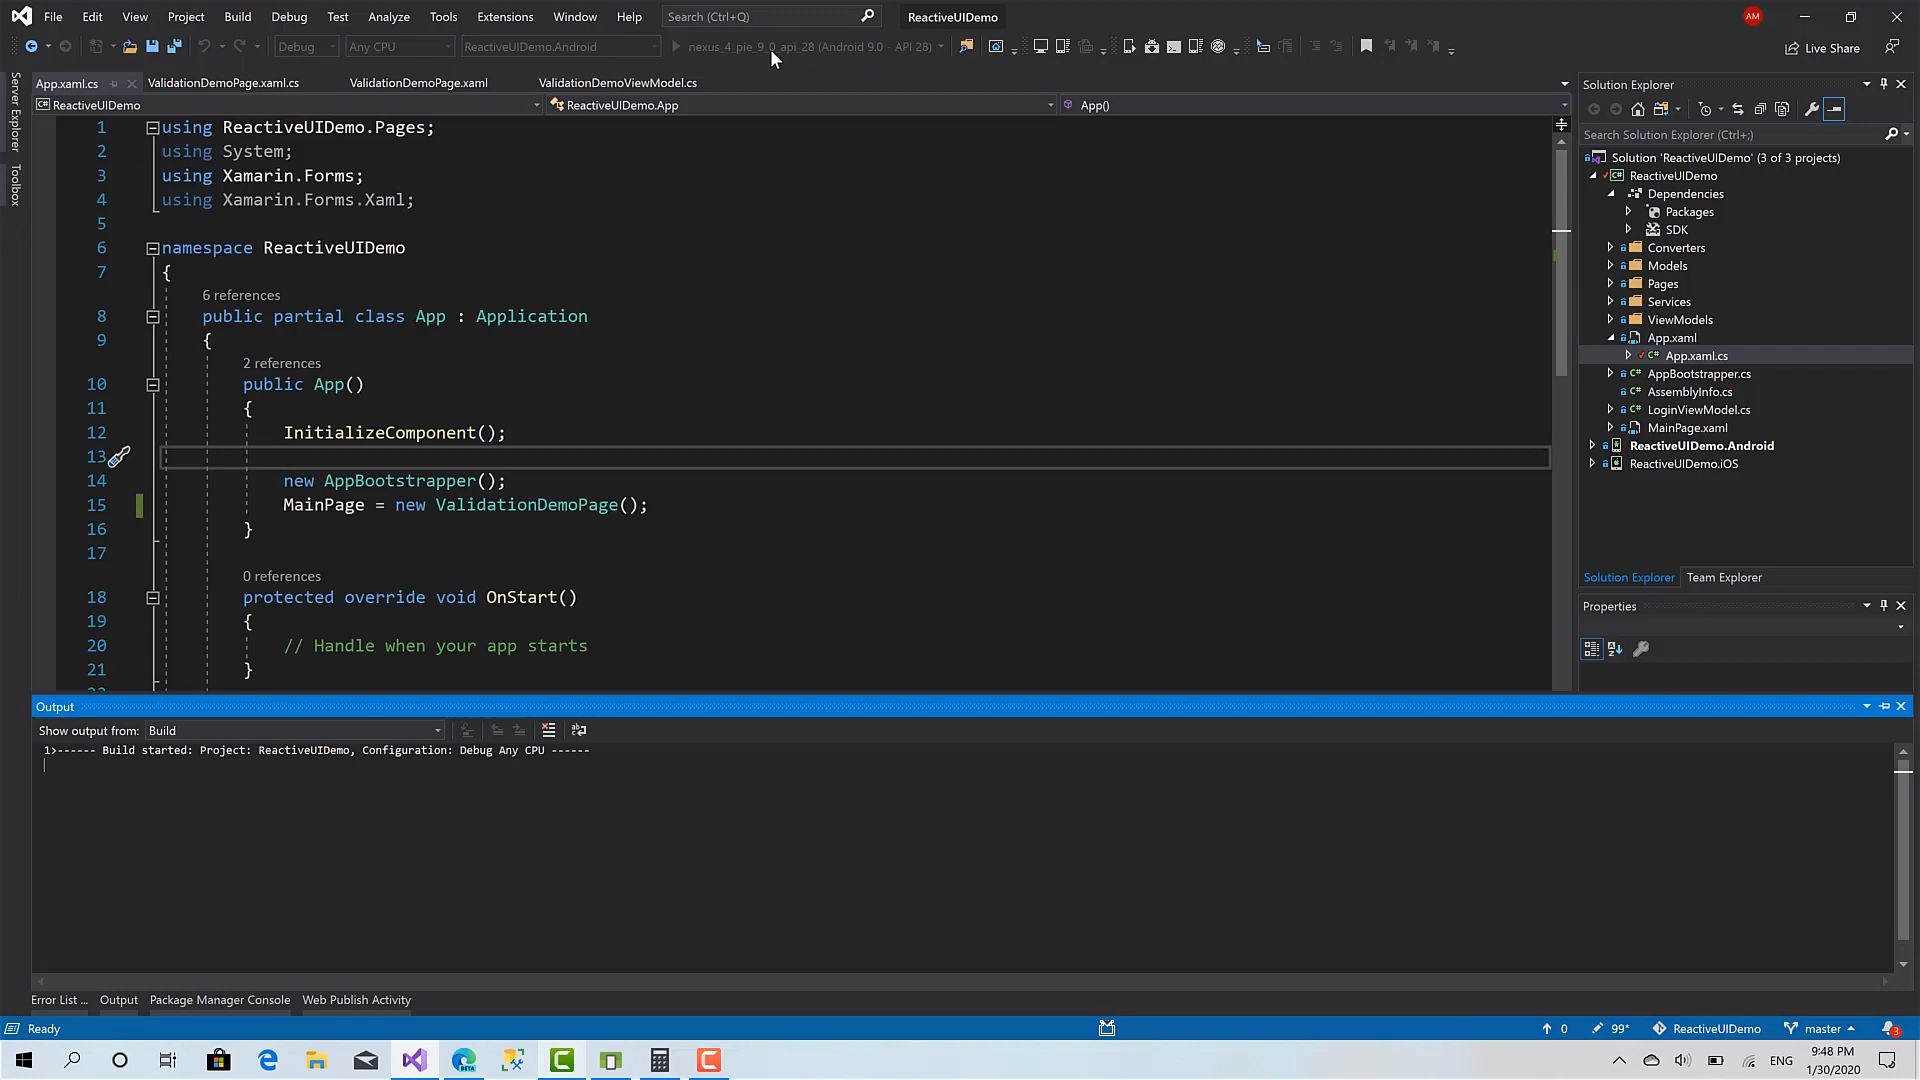 File Edit View Project Build Debug Test Analyze Tools Extensions Window Help Search (Ctrl+Q) ReactiveUIDemo AM
Debug Any CPU ReactiveUIDemo.Android nexus_4_pie_9_0_api_28 (Android 9.0 - API 28) Live Share
Server Explorer
Toolbox
App.xaml.cs ValidationDemoPage.xaml.cs ValidationDemoPage.xaml ValidationDemoViewModel.cs
ReactiveUIDemo ReactiveUIDemo.App App()
1 using ReactiveUIDemo.Pages;
2 using System;
3 using Xamarin.Forms;
4 using Xamarin.Forms.Xaml;
5
6 namespace ReactiveUIDemo
7 {
6 references
8 public partial class App : Application
9 {
2 references
10 public App()
11 {
12 InitializeComponent();
13
14 new AppBootstrapper();
15 MainPage = new ValidationDemoPage();
16 }
17
0 references
18 protected override void OnStart()
19 {
20 // Handle when your app starts
21 }
Solution Explorer
Search Solution Explorer (Ctrl+;)
Solution 'ReactiveUIDemo' (3 of 3 projects)
C# ReactiveUIDemo
Dependencies
Packages
SDK
Converters
Models
Pages
Services
ViewModels
App.xaml
C# App.xaml.cs
C# AppBootstrapper.cs
C# AssemblyInfo.cs
C# LoginViewModel.cs
MainPage.xaml
ReactiveUIDemo.Android
ReactiveUIDemo.iOS
Solution Explorer Team Explorer
Properties
Output
Show output from: Build
1>------ Build started: Project: ReactiveUIDemo, Configuration: Debug Any CPU ------
Error List ... Output Package Manager Console Web Publish Activity
Ready 0 99* ReactiveUIDemo master 3
BETA
ENG 9:48 PM
1/30/2020